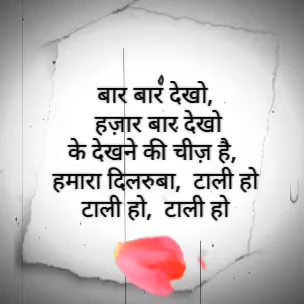 बार बार देखो,
हज़ार बार देखो
के देखने की चीज़ है,
हमारा दिलरुबा, टाली हो
टाली हो, टाली हो